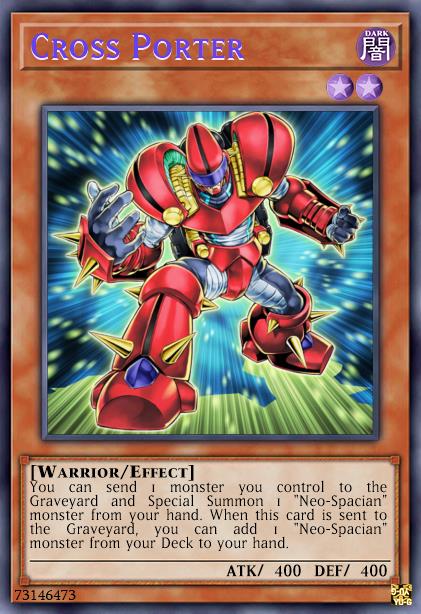 Cross Porter
DARK
闇
[Warrior/Effect]
You can send 1 monster you control to the
Graveyard and Special Summon 1 "Neo-Spacian"
monster from your hand. When this card is sent to
the Graveyard, you can add 1 "Neo-Spacian"
monster from your Deck to your hand.
ATK/ 400 DEF/ 400
73146473